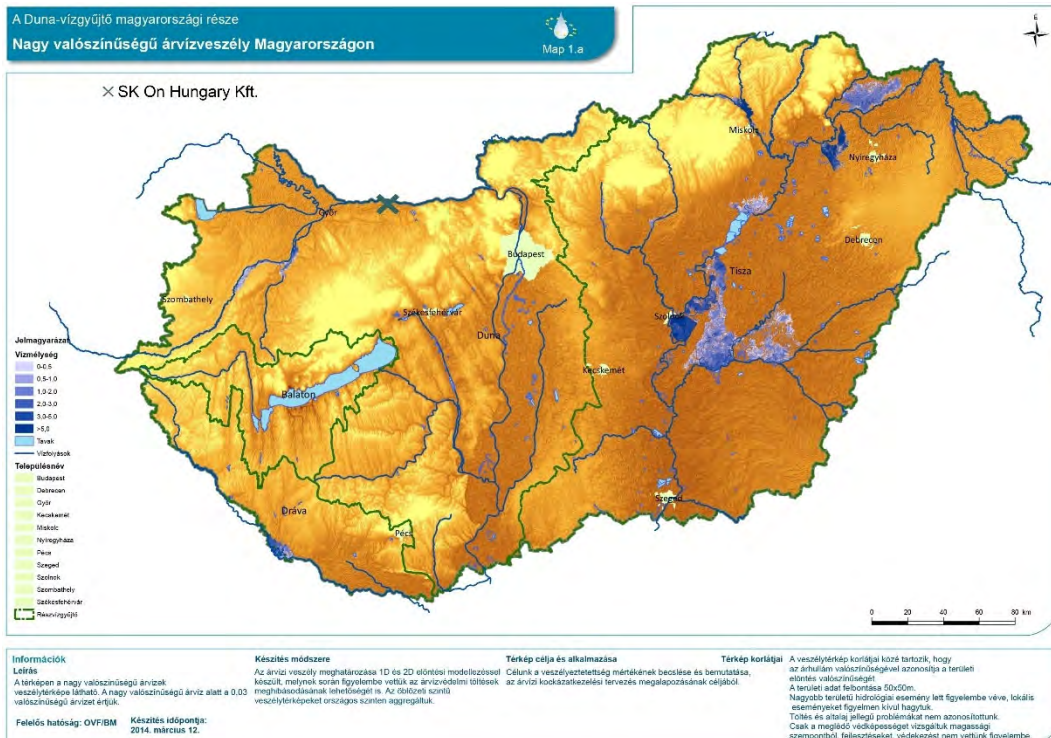 A Duna-vízgyűjtő magyarországi része
Nagy valószínűségű árvízveszély Magyarországon
Map 1.a
É
SK On Hungary Kft.
Miskolc
Nyíregyháza
Győr
Debrecen
Budapest
Tisza
Szombathely
Székesfehérvár
Szolnok
Duna
Kecskemét
Balaton
Szeged
Dráva
Pécs
Jelmagyarázat
Vízmélység
0-0,5
0,5-1,0
1,0-2,0
2,0-3,0
3,0-5,0
>5,0
Tavak
Vízfolyások
Településnév
Budapest
Debrecen
Győr
Kecskemét
Miskolc
Nyíregyháza
Pécs
Szeged
Szolnok
Szombathely
Székesfehérvár
Részvízgyűjtő
0 20 40 60 80 km
Információk
Leírás
A térképen a nagy valószínűségű árvizek
veszélytérképe látható. A nagy valószínűségű árvíz alatt a 0,03
valószínűségű árvizet értjük.
Felelős hatóság: OVF/BM
Készítés időpontja:
2014. március 12.
Készítés módszere
Az árvízi veszély meghatározása 1D és 2D elöntési modellezéssel
készült, melynek során figyelembe vettük az árvízvédelmi töltések
meghibásodásának lehetőségét is. Az öblözeti szintű
veszélytérképeket országos szinten aggregáltuk.
Térkép célja és alkalmazása
Célunk a veszélyeztetettség mértékének becslése és bemutatása,
az árvízi kockázatkezelési tervezés megalapozásának céljából.
Térkép korlátjai
A veszélytérkép korlátjai közé tartozik, hogy
az árhullám valószínűségével azonosítja a területi
elöntés valószínűségét
A területi adat felbontása 50x50m.
Nagyobb területű hidrológiai esemény lett figyelembe véve, lokális
eseményeket figyelmen kívül hagytuk.
Töltés és altalaj jellegű problémákat nem azonosítottunk.
Csak a meglédő védképességet vizsgáltuk magassági
szempontból, fejlesztéseket, védekezést nem vettünk figyelembe.